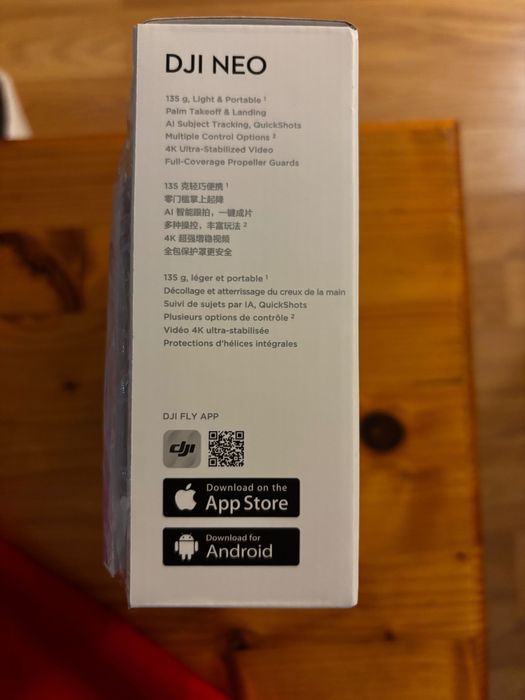 DJI NEO
135 g, Light & Portable ¹
Palm Takeoff & Landing
AI Subject Tracking, QuickShots
Multiple Control Options ²
4K Ultra-Stabilized Video
Full-Coverage Propeller Guards
135 克轻巧便携 ¹
零门槛掌上起降
AI 智能跟拍，一键成片
多种操控，丰富玩法 ²
4K 超强增稳视频
全包保护罩更安全
135 g, léger et portable ¹
Décollage et atterrissage du creux de la main
Suivi de sujets par IA, QuickShots
Plusieurs options de contrôle ²
Vidéo 4K ultra-stabilisée
Protections d'hélices intégrales
DJI FLY APP
dji
Download on the
App Store
Download for
Android